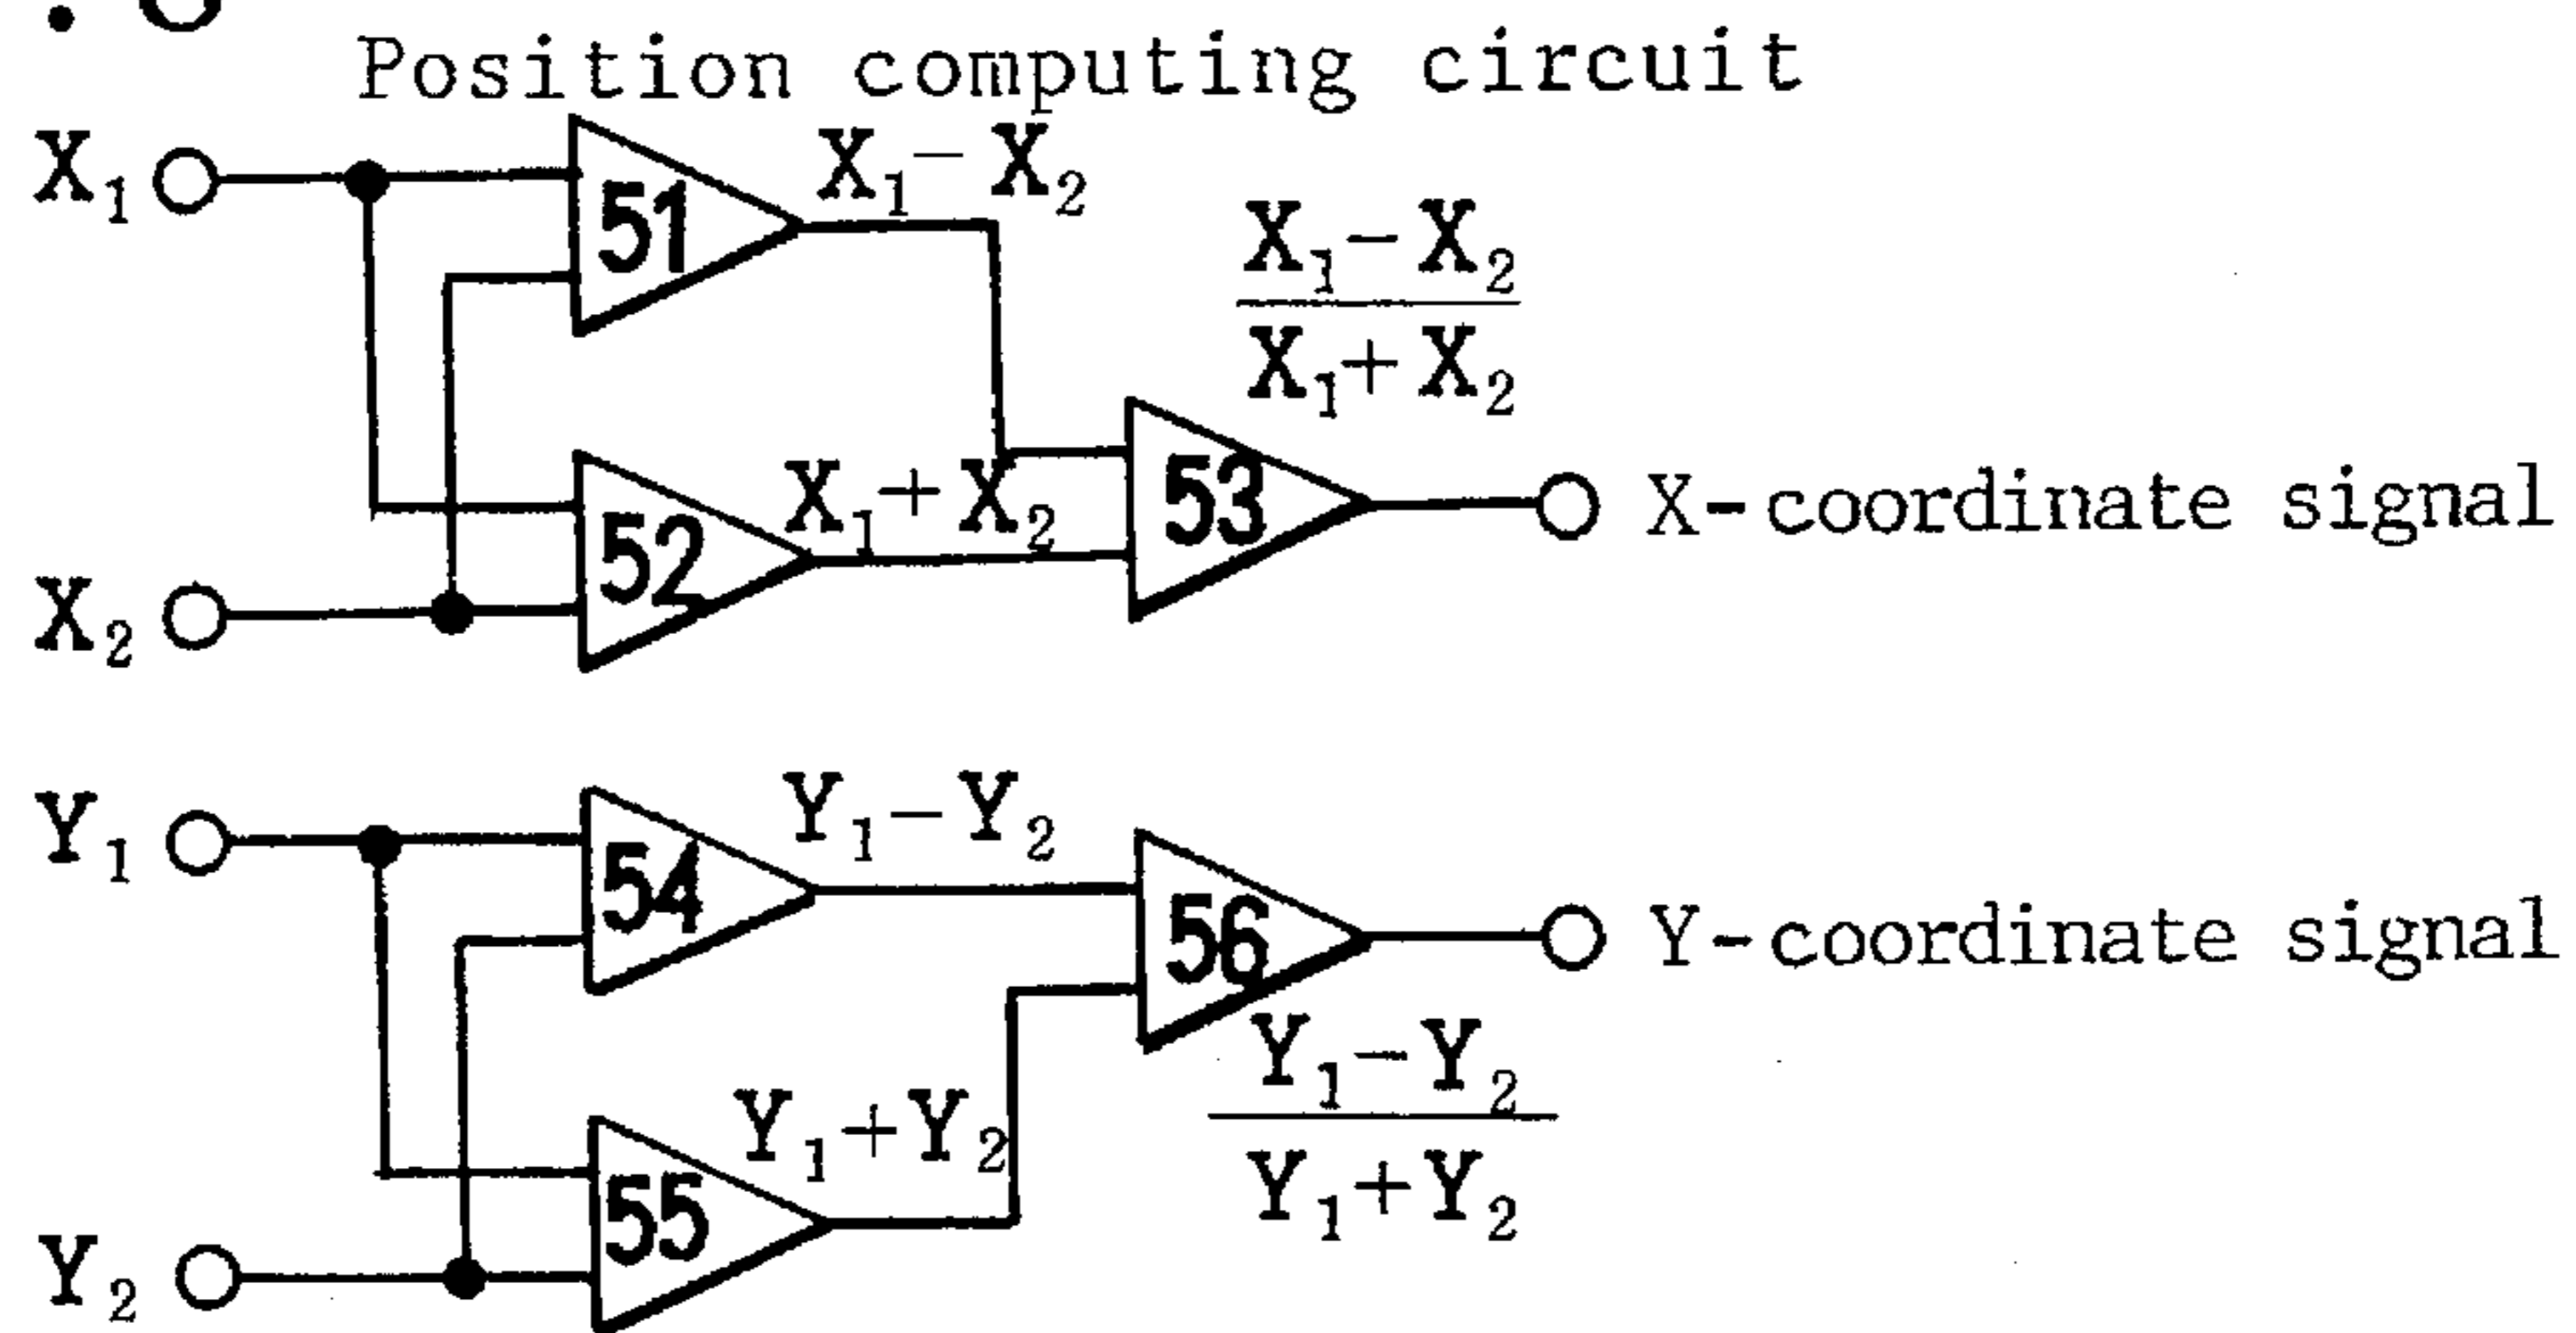 Position computing circuit
X₁
51
X₁ − X₂
X₁ − X₂
X₁ + X₂
52
X₁ + X₂
53
X-coordinate signal
X₂
Y₁
54
Y₁ − Y₂
56
Y-coordinate signal
Y₁ − Y₂
Y₁ + Y₂
55
Y₁ + Y₂
Y₂